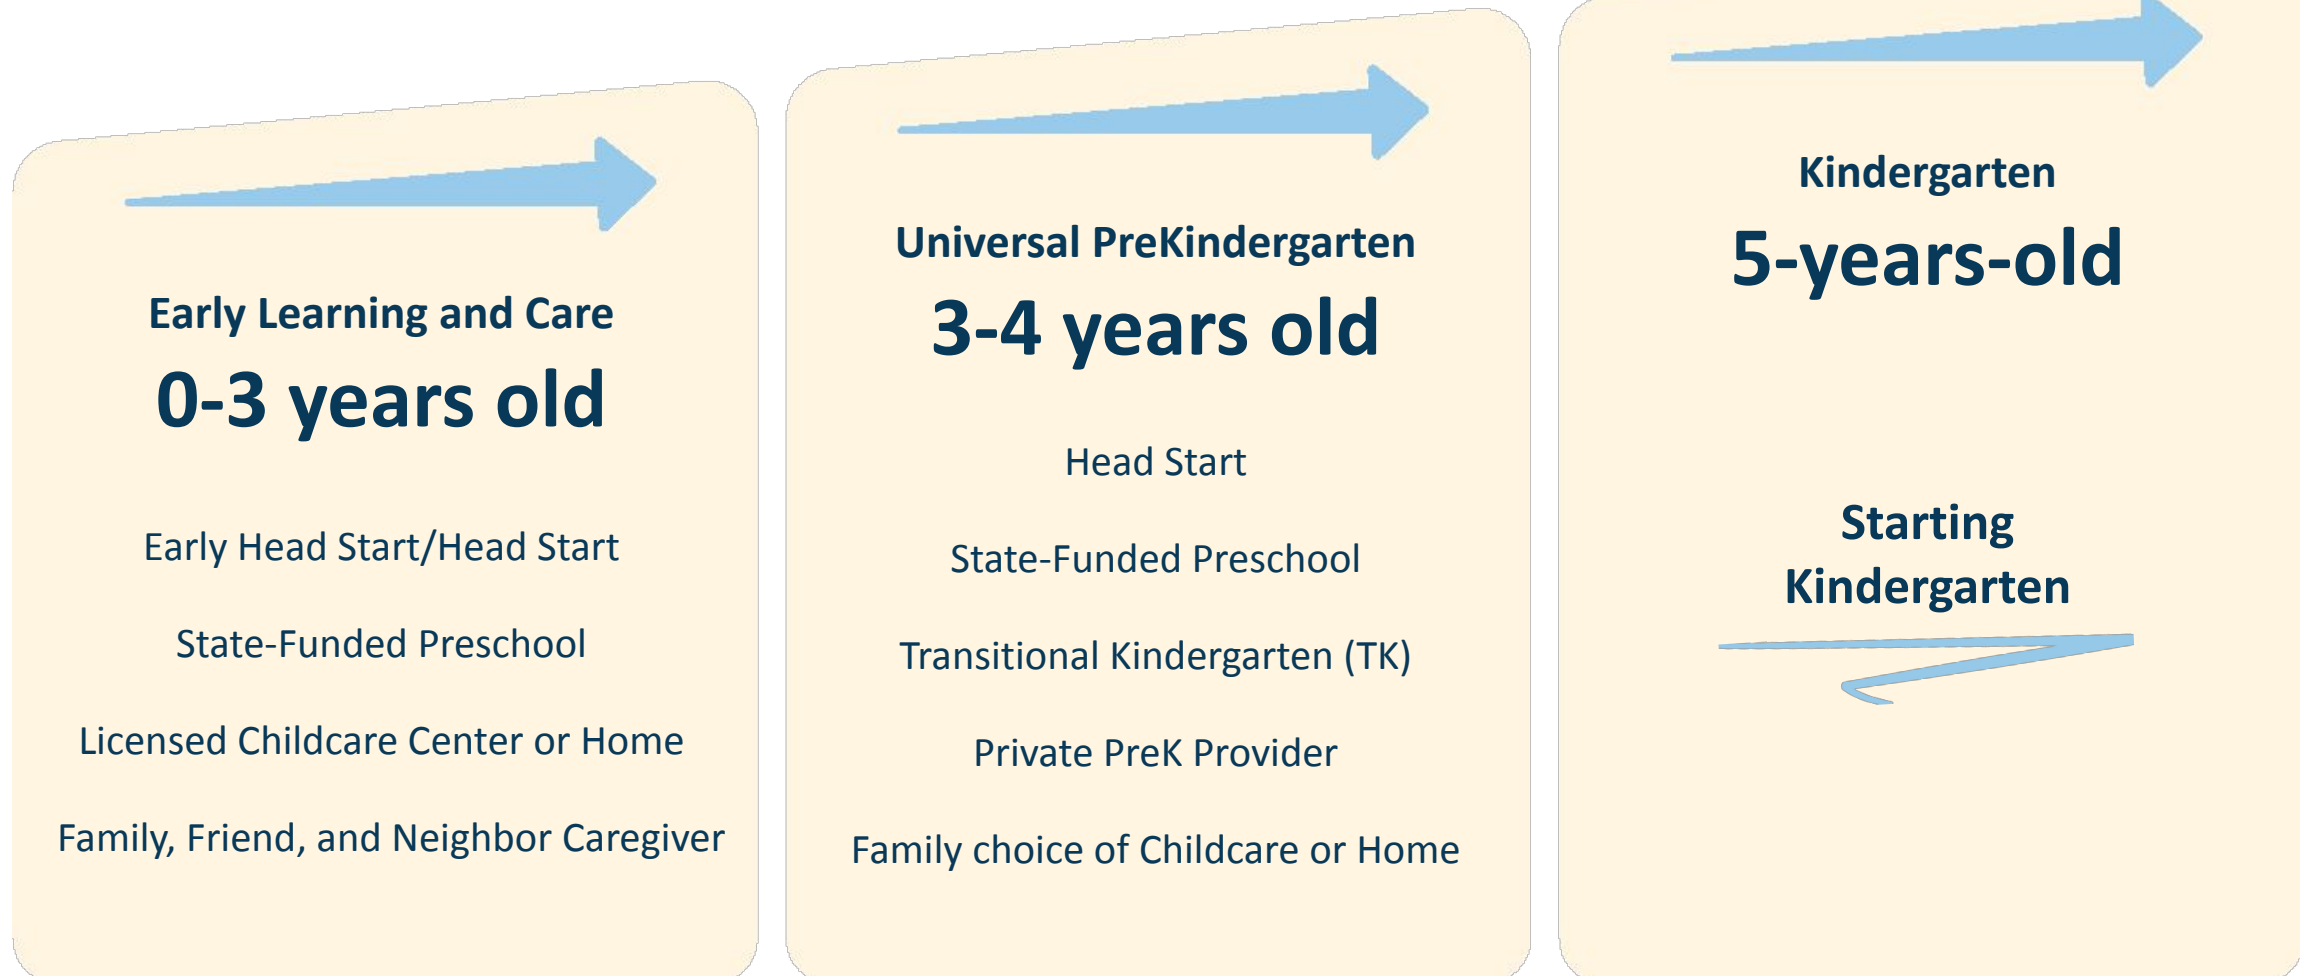 Early Learning and Care
0-3 years old
Early Head Start/Head Start
State-Funded Preschool
Licensed Childcare Center or Home
Family, Friend, and Neighbor Caregiver
Universal PreKindergarten
3-4 years old
Head Start
State-Funded Preschool
Transitional Kindergarten (TK)
Private PreK Provider
Family choice of Childcare or Home
Kindergarten
5-years-old
Starting
Kindergarten